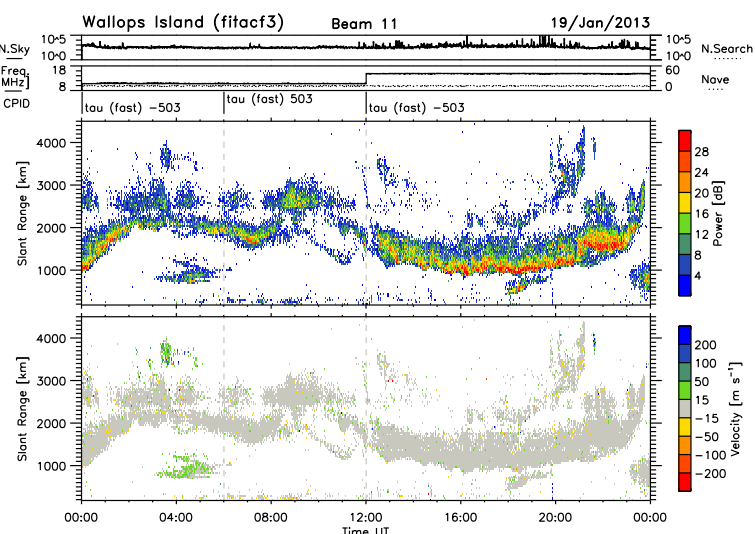 Wallops Island (fitacf3) Beam 11 19/Jan/2013
N.Sky 10^5 10^0 10^5 10^0 N.Search
Freq. [MHz] 18 8 60 0 Nave
CPID tau (fast) -503 tau (fast) 503 tau (fast) -503
Slant Range [km] 4000 3000 2000 1000
28 24 20 16 12 8 4 Power [dB]
Slant Range [km] 4000 3000 2000 1000
200 100 50 15 -15 -50 -100 -200 Velocity [m s⁻¹]
00:00 04:00 08:00 12:00 16:00 20:00 00:00
Time UT